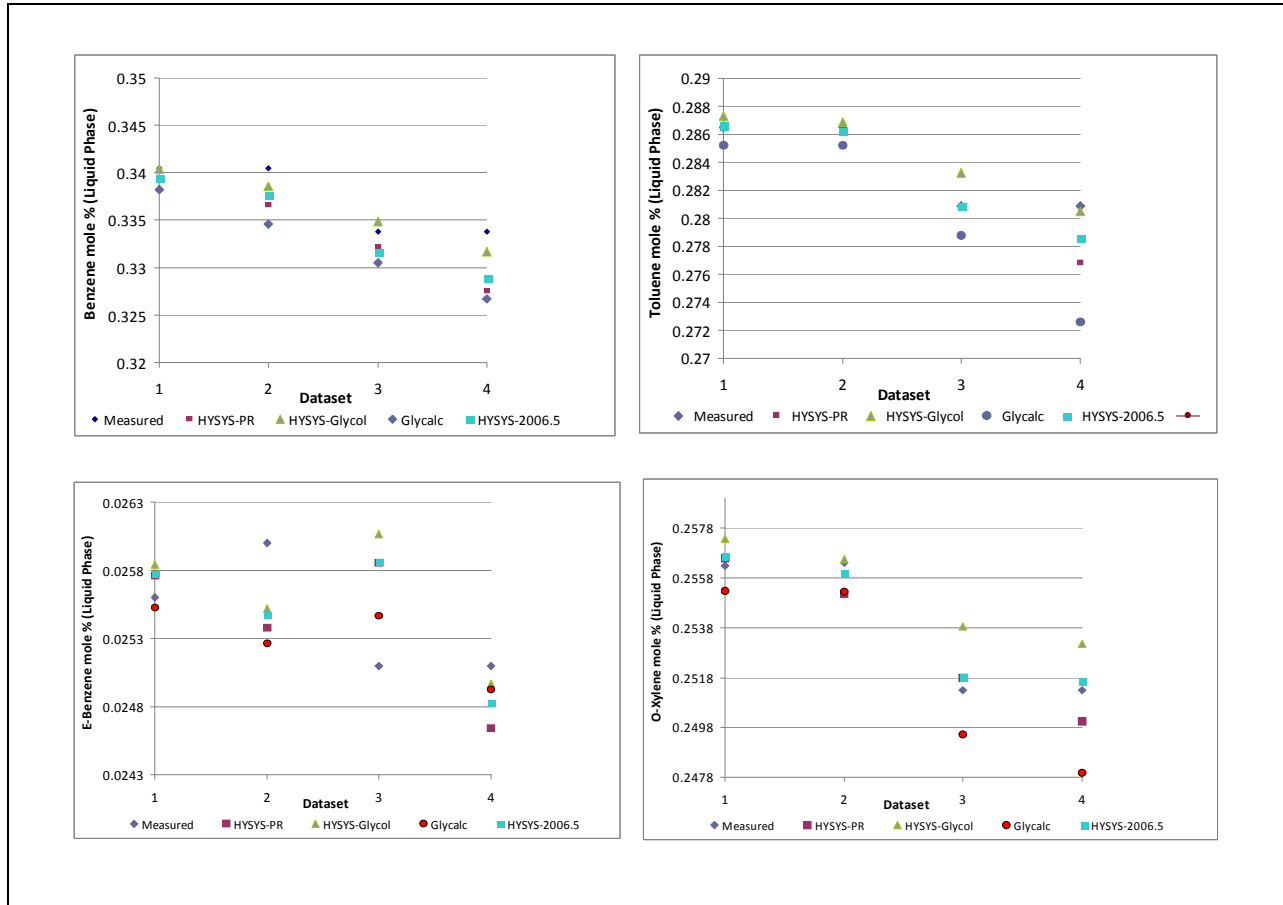 Benzene mole % (Liquid Phase)
0.35
0.345
0.34
0.335
0.33
0.325
0.32
1 2 3 4
Dataset
Measured HYSYS-PR HYSYS-Glycol Glycalc HYSYS-2006.5
Toluene mole % (Liquid Phase)
0.29
0.288
0.286
0.284
0.282
0.28
0.278
0.276
0.274
0.272
0.27
1 2 3 4
Dataset
Measured HYSYS-PR HYSYS-Glycol Glycalc HYSYS-2006.5
E-Benzene mole % (Liquid Phase)
0.0263
0.0258
0.0253
0.0248
0.0243
1 2 3 4
Dataset
Measured HYSYS-PR HYSYS-Glycol Glycalc HYSYS-2006.5
O-Xylene mole % (Liquid Phase)
0.2578
0.2558
0.2538
0.2518
0.2498
0.2478
1 2 3 4
Dataset
Measured HYSYS-PR HYSYS-Glycol Glycalc HYSYS-2006.5